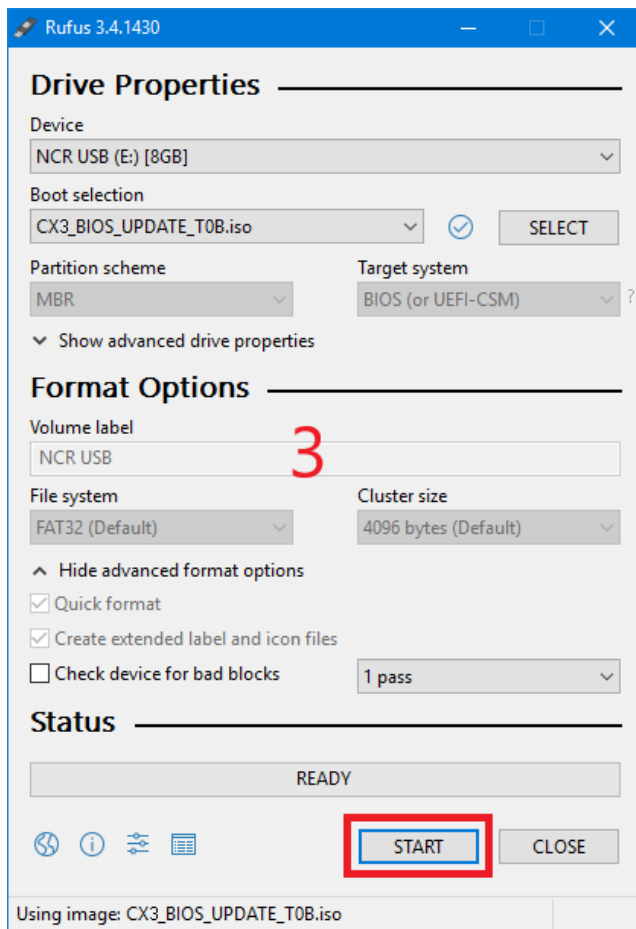 Rufus 3.4.1430
Drive Properties
Device
NCR USB (E:) [8GB]
Boot selection
CX3_BIOS_UPDATE_T0B.iso
SELECT
Partition scheme Target system
MBR BIOS (or UEFI-CSM) ?
Show advanced drive properties
Format Options
Volume label
NCR USB
3
File system Cluster size
FAT32 (Default) 4096 bytes (Default)
Hide advanced format options
Quick format
Create extended label and icon files
Check device for bad blocks 1 pass
Status
READY
START CLOSE
Using image: CX3_BIOS_UPDATE_T0B.iso